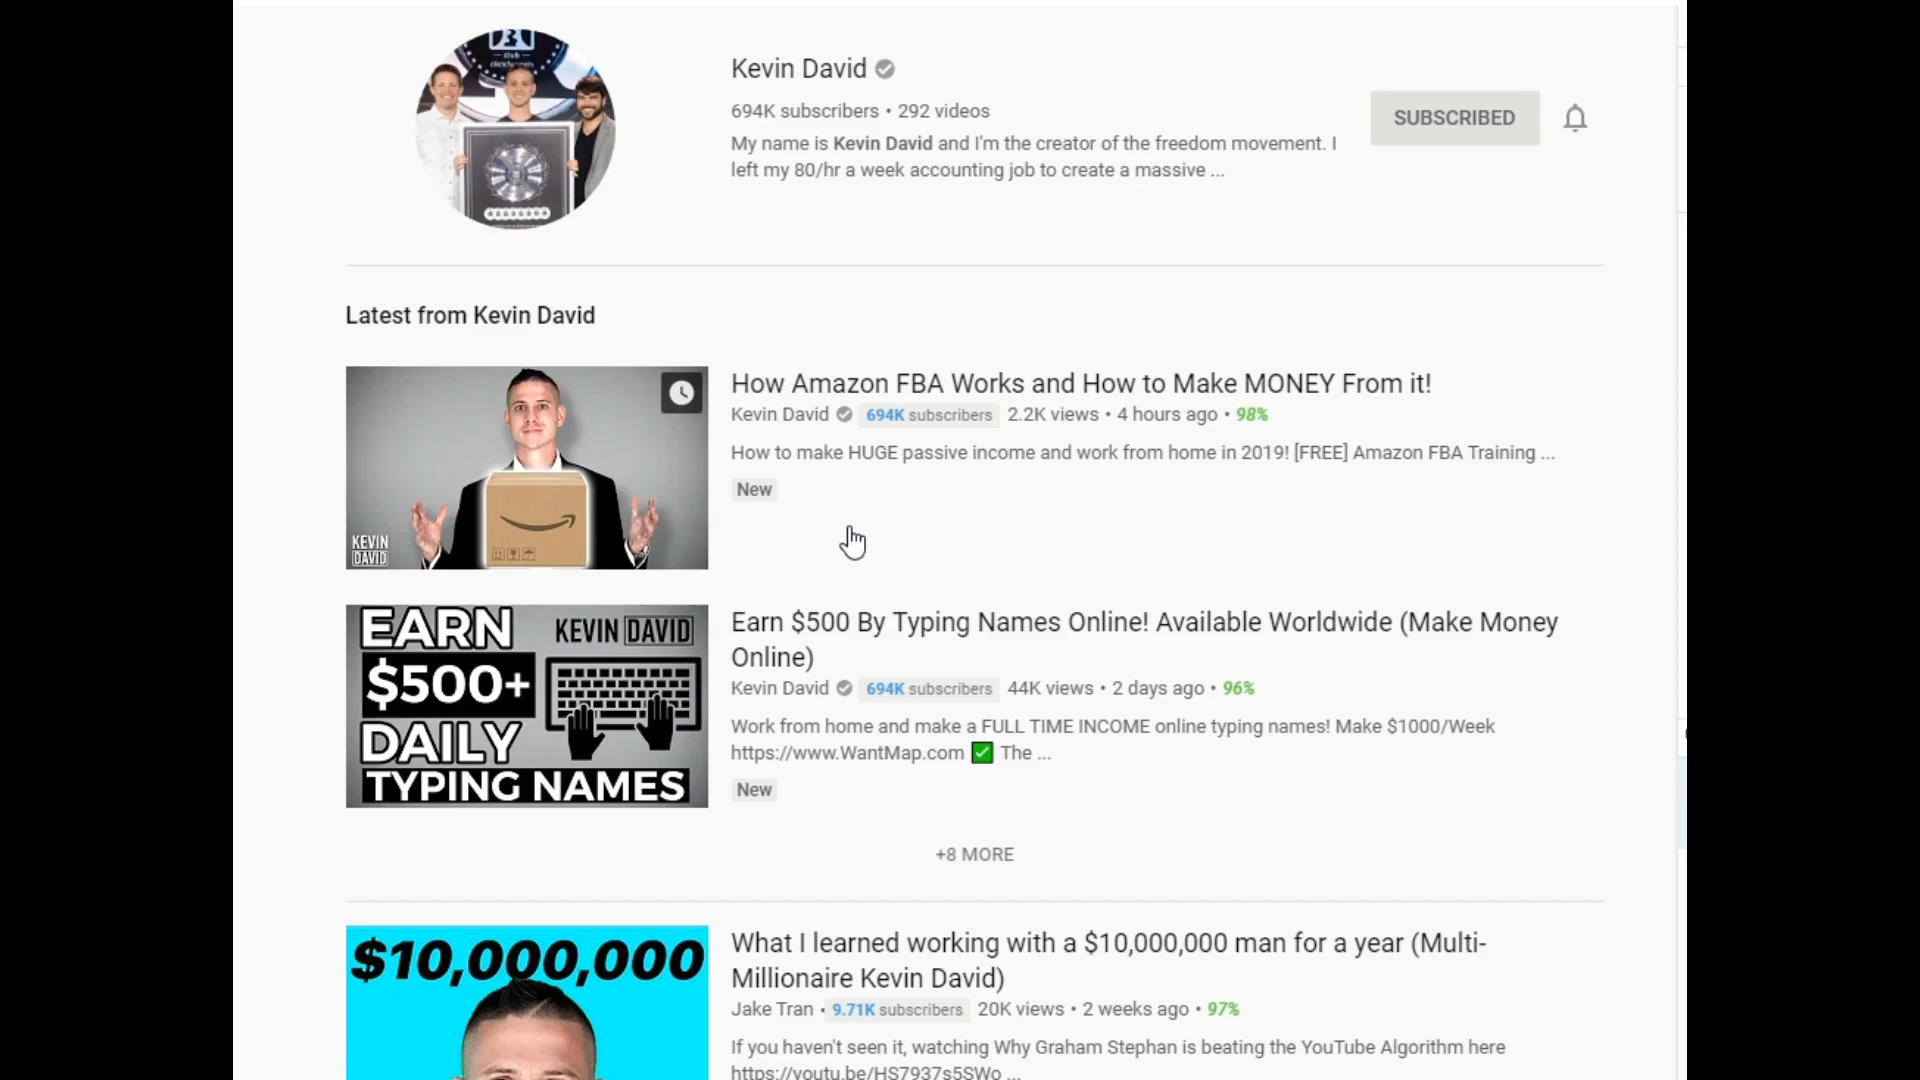 club
clickfunnels
Kevin David
694K subscribers • 292 videos
My name is Kevin David and I'm the creator of the freedom movement. I
left my 80/hr a week accounting job to create a massive ...
SUBSCRIBED
Latest from Kevin David
KEVIN
DAVID
How Amazon FBA Works and How to Make MONEY From it!
Kevin David 694K subscribers 2.2K views • 4 hours ago • 98%
How to make HUGE passive income and work from home in 2019! [FREE] Amazon FBA Training ...
New
EARN
$500+
DAILY
TYPING NAMES
KEVIN DAVID
Earn $500 By Typing Names Online! Available Worldwide (Make Money
Online)
Kevin David 694K subscribers 44K views • 2 days ago • 96%
Work from home and make a FULL TIME INCOME online typing names! Make $1000/Week
https://www.WantMap.com ✅ The ...
New
+8 MORE
$10,000,000
What I learned working with a $10,000,000 man for a year (Multi-
Millionaire Kevin David)
Jake Tran • 9.71K subscribers 20K views • 2 weeks ago • 97%
If you haven't seen it, watching Why Graham Stephan is beating the YouTube Algorithm here
https://youtu.be/HS7937s5SWo ...